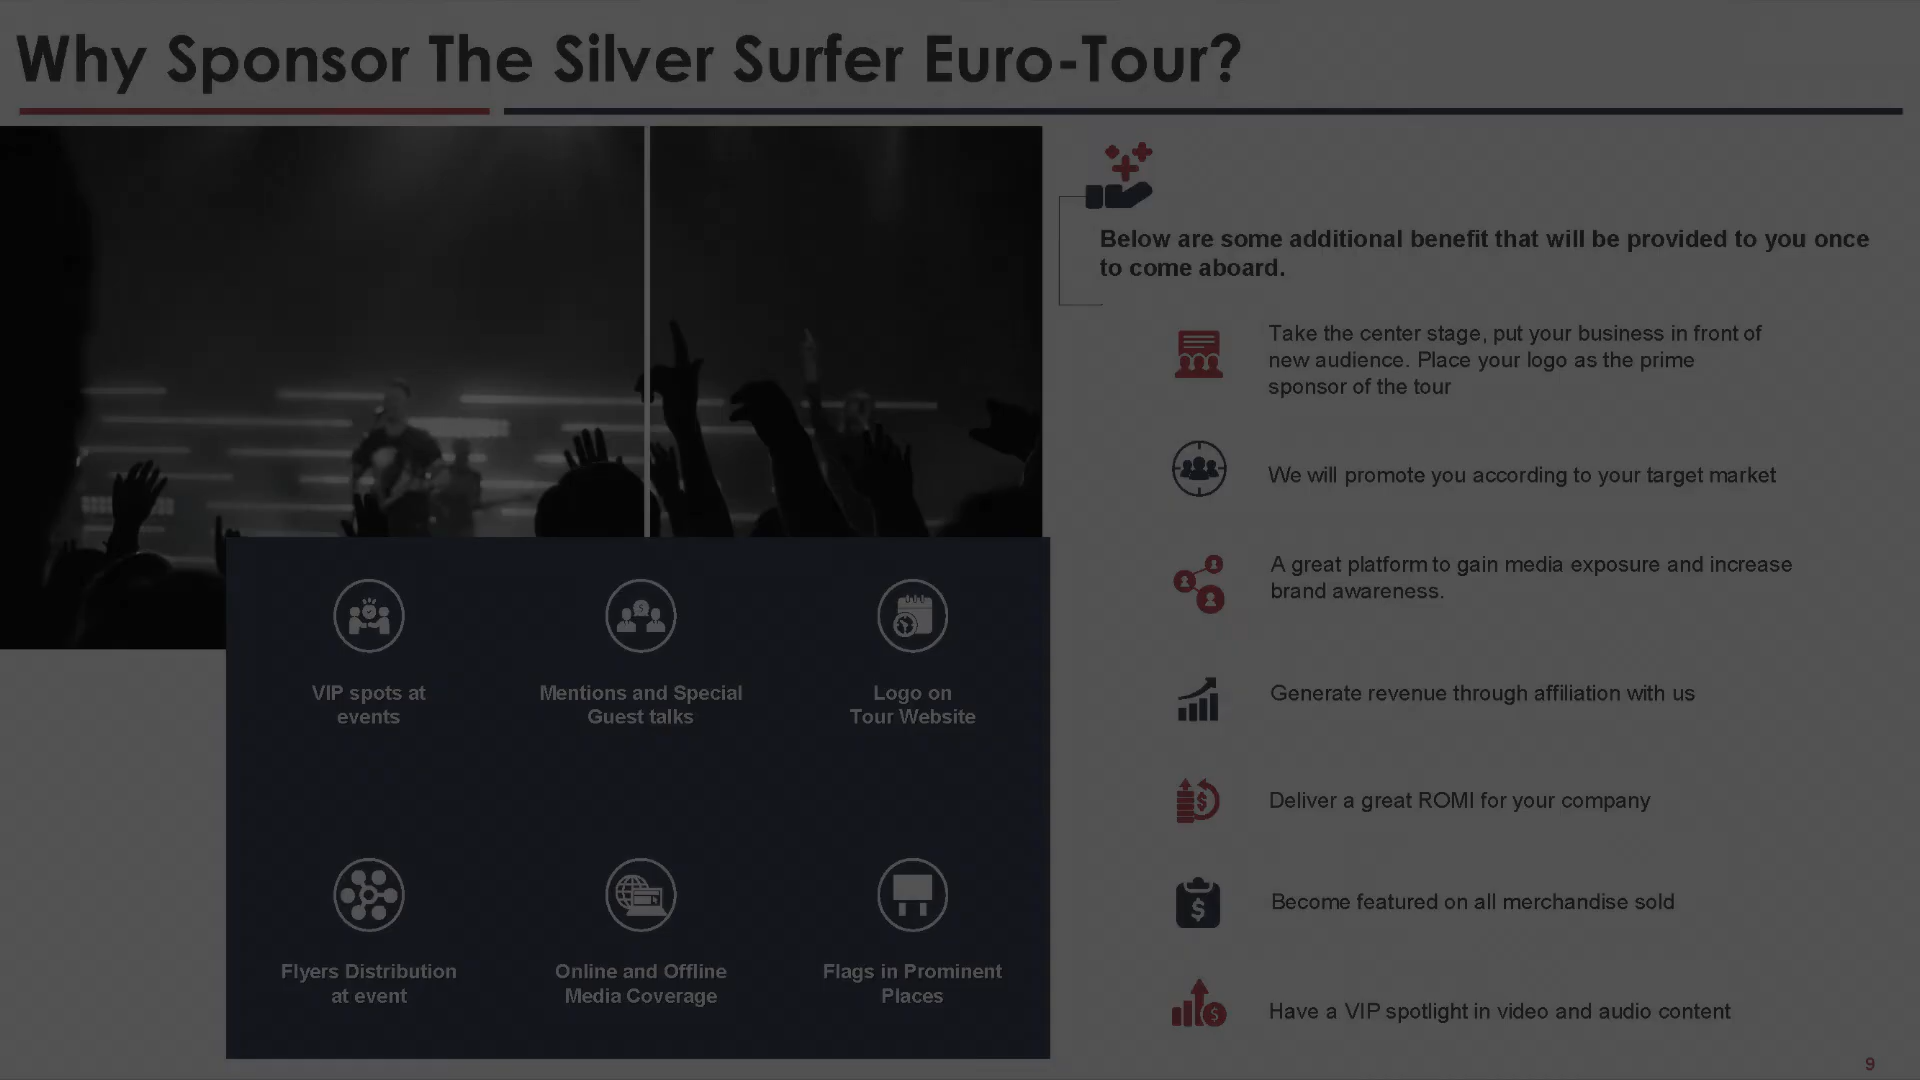 Why Sponsor The Silver Surfer Euro-Tour?
Below are some additional benefit that will be provided to you once
to come aboard.
Take the center stage, put your business in front of
new audience. Place your logo as the prime
sponsor of the tour
We will promote you according to your target market
A great platform to gain media exposure and increase
brand awareness.
Generate revenue through affiliation with us
Deliver a great ROMI for your company
Become featured on all merchandise sold
Have a VIP spotlight in video and audio content
VIP spots at
events
Mentions and Special
Guest talks
Logo on
Tour Website
Flyers Distribution
at event
Online and Offline
Media Coverage
Flags in Prominent
Places
9